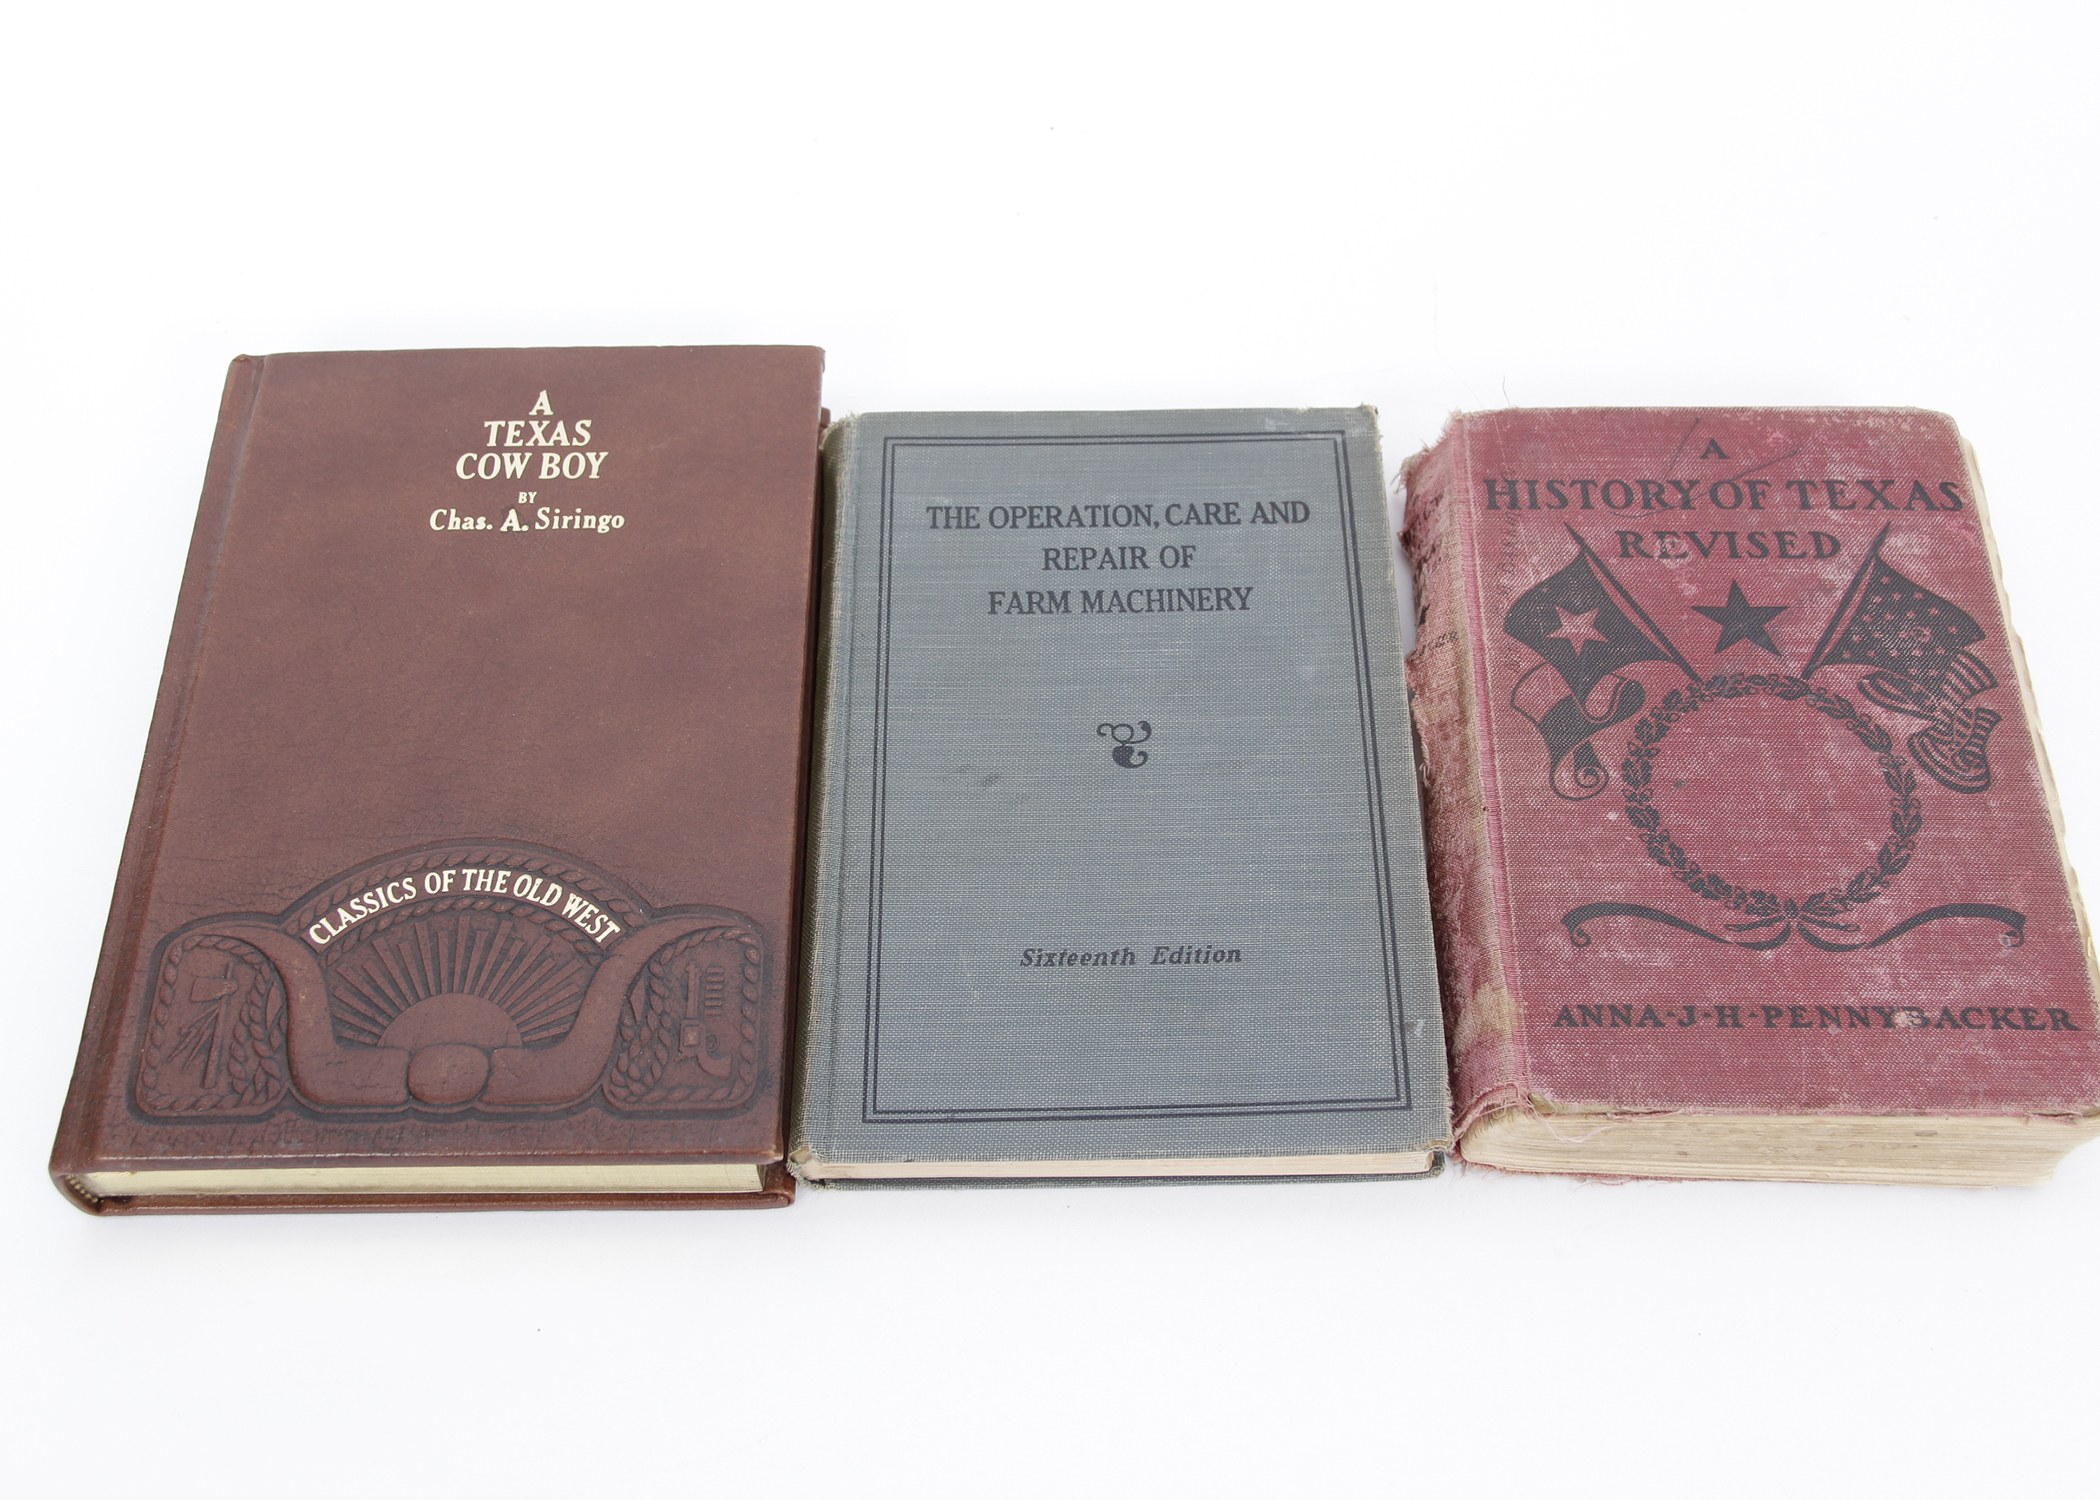 A
TEXAS
COW BOY
BY
Chas. A. Siringo
CLASSICS OF THE OLD WEST
THE OPERATION, CARE AND
REPAIR OF
FARM MACHINERY
Sixteenth Edition
A
HISTORY OF TEXAS
REVISED
ANNA·J·H·PENNYBACKER